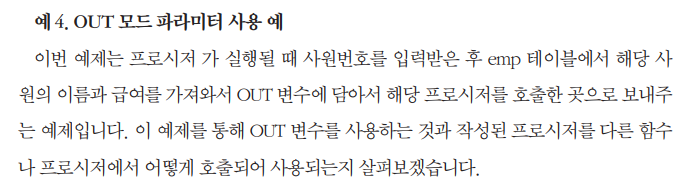 예 4. OUT 모드 파라미터 사용 예
이번 예제는 프로시저 가 실행될 때 사원번호를 입력받은 후 emp 테이블에서 해당 사
원의 이름과 급여를 가져와서 OUT 변수에 담아서 해당 프로시저를 호출한 곳으로 보내주
는 예제입니다. 이 예제를 통해 OUT 변수를 사용하는 것과 작성된 프로시저를 다른 함수
나 프로시저에서 어떻게 호출되어 사용되는지 살펴보겠습니다.